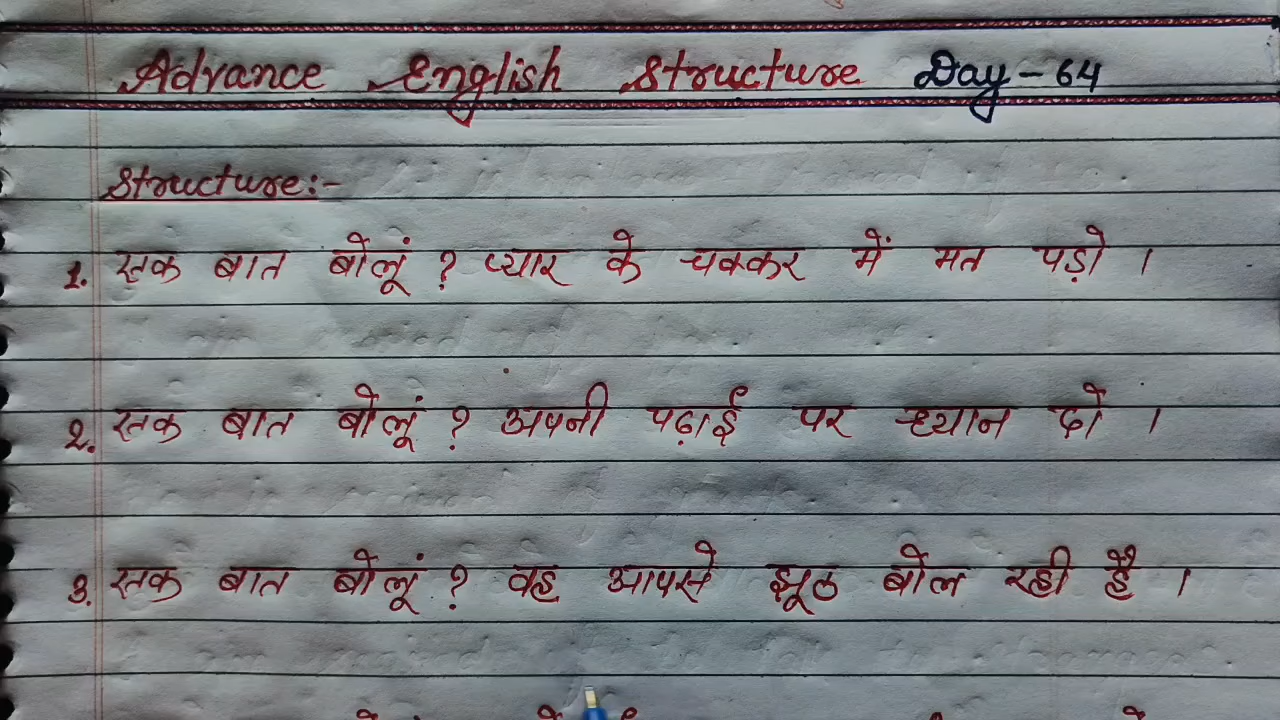 Advance English Structure Day-64
Structure:-
1. एक बात बोलूं ? प्यार के चक्कर में मत पड़ो ।
2. एक बात बोलूं ? अपनी पढ़ाई पर ध्यान दो ।
3. एक बात बोलूं ? वह आपसे झूठ बोल रही है ।